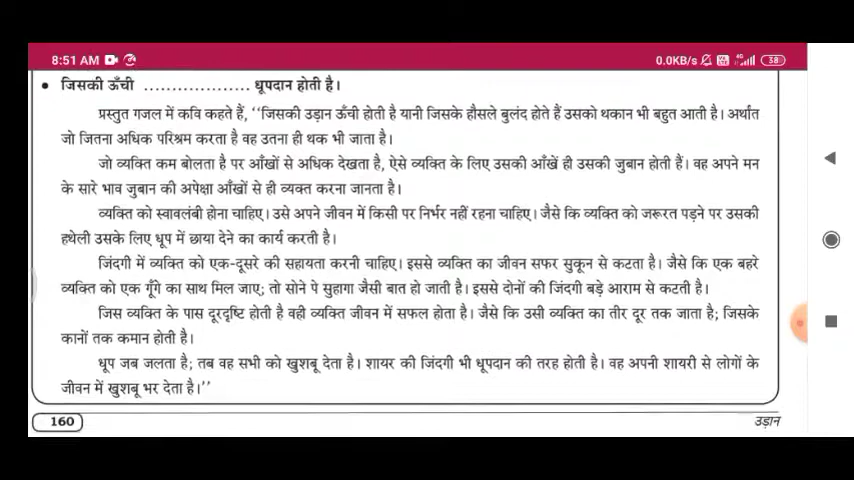 8:51 AM
0.0KB/s 4G 38
• जिसकी ऊँची ................... धूपदान होती है।
प्रस्तुत गजल में कवि कहते हैं, ‘‘जिसकी उड़ान ऊँची होती है यानी जिसके हौसले बुलंद होते हैं उसको थकान भी बहुत आती है। अर्थात
जो जितना अधिक परिश्रम करता है वह उतना ही थक भी जाता है।
जो व्यक्ति कम बोलता है पर आँखों से अधिक देखता है, ऐसे व्यक्ति के लिए उसकी आँखें ही उसकी जुबान होती हैं। वह अपने मन
के सारे भाव जुबान की अपेक्षा आँखों से ही व्यक्त करना जानता है।
व्यक्ति को स्वावलंबी होना चाहिए। उसे अपने जीवन में किसी पर निर्भर नहीं रहना चाहिए। जैसे कि व्यक्ति को जरूरत पड़ने पर उसकी
हथेली उसके लिए धूप में छाया देने का कार्य करती है।
जिंदगी में व्यक्ति को एक-दूसरे की सहायता करनी चाहिए। इससे व्यक्ति का जीवन सफर सुकून से कटता है। जैसे कि एक बहरे
व्यक्ति को एक गूँगे का साथ मिल जाए; तो सोने पे सुहागा जैसी बात हो जाती है। इससे दोनों की जिंदगी बड़े आराम से कटती है।
जिस व्यक्ति के पास दूरदृष्टि होती है वही व्यक्ति जीवन में सफल होता है। जैसे कि उसी व्यक्ति का तीर दूर तक जाता है; जिसके
कानों तक कमान होती है।
धूप जब जलता है; तब वह सभी को खुशबू देता है। शायर की जिंदगी भी धूपदान की तरह होती है। वह अपनी शायरी से लोगों के
जीवन में खुशबू भर देता है।’’
160
उड़ान